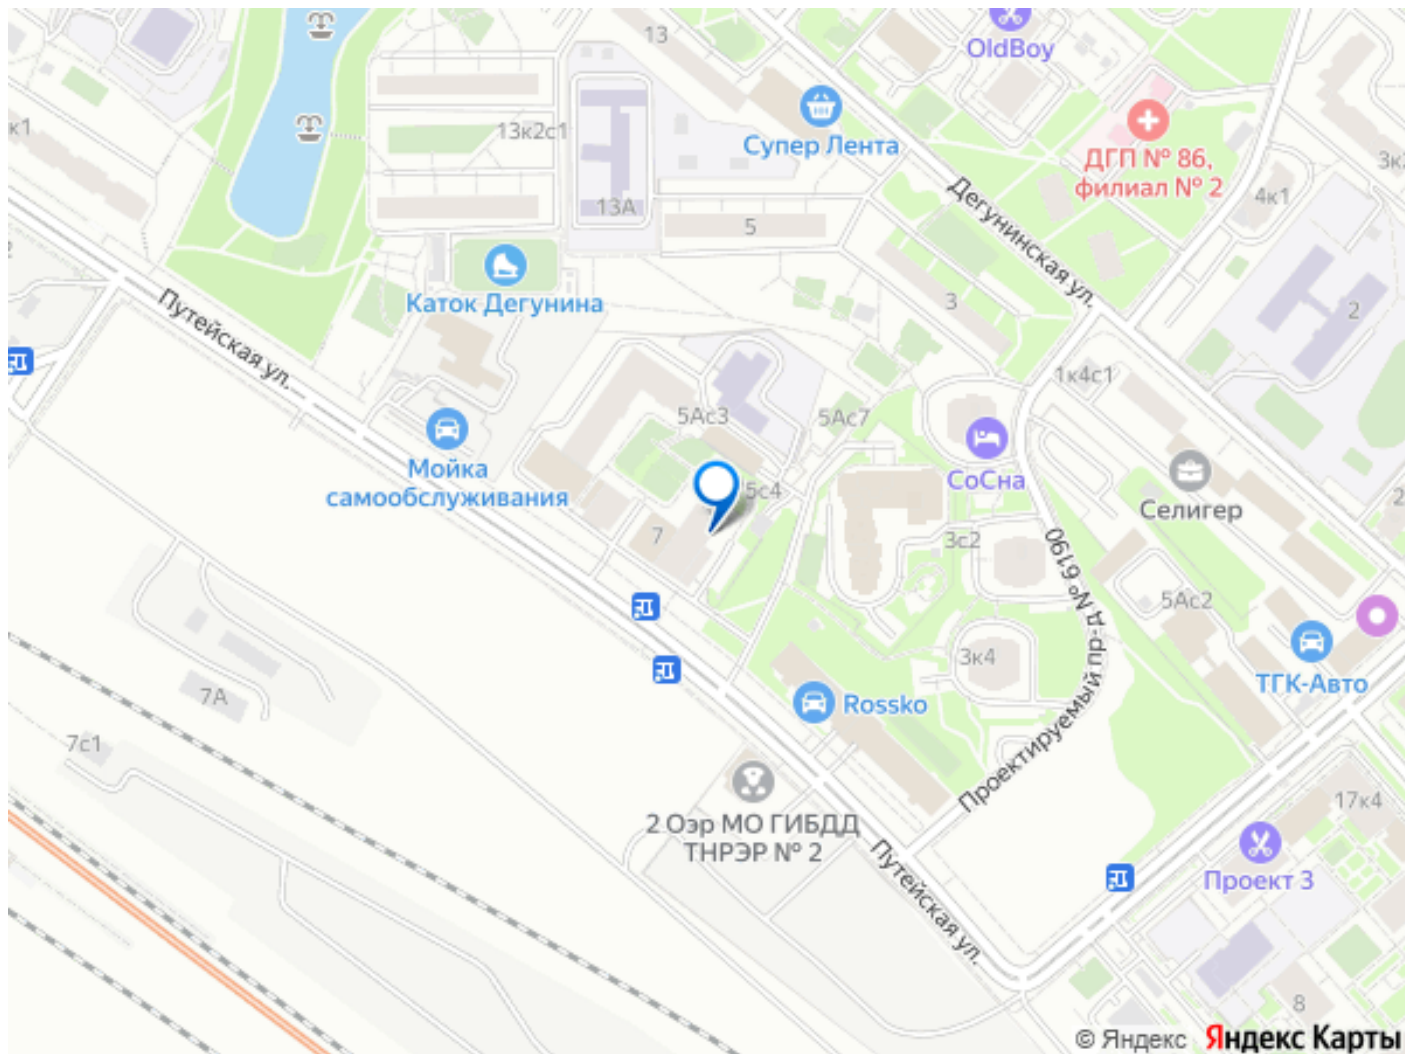 13
OldBoy
к1
13к2с1
Супер Лента
ДГП № 86,
филиал № 2
3к2
4к1
13А
5
Дегунинская ул.
Каток Дегунина
3
2
Путейская ул.
1к4с1
5Ас3
5Ас7
Мойка
самообслуживания
СоСна
5с4
Селигер
7
3с2
Проектируемый пр-д № 6190
5Ас2
3к4
7А
Rossko
ТГК-Авто
7с1
2 Оэр МО ГИБДД
ТНРЭР № 2
17к4
Путейская ул.
Проект 3
8
© Яндекс Яндекс Карты